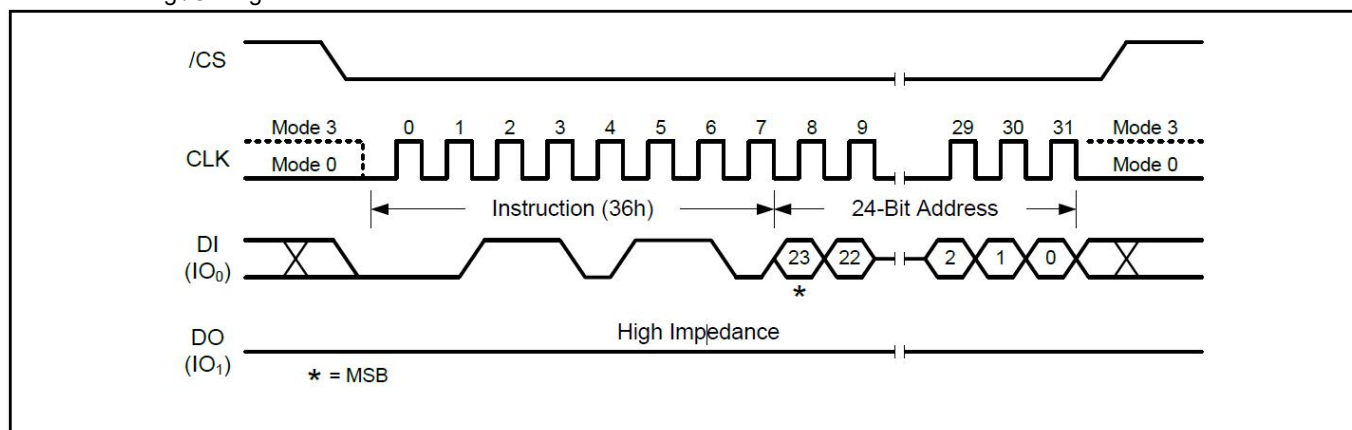 /CS
Mode 3 0 1 2 3 4 5 6 7 8 9 29 30 31 Mode 3
CLK Mode 0 Mode 0
Instruction (36h) 24-Bit Address
DI
(IO₀) 23 22 2 1 0
*
High Impedance
DO
(IO₁)
* = MSB